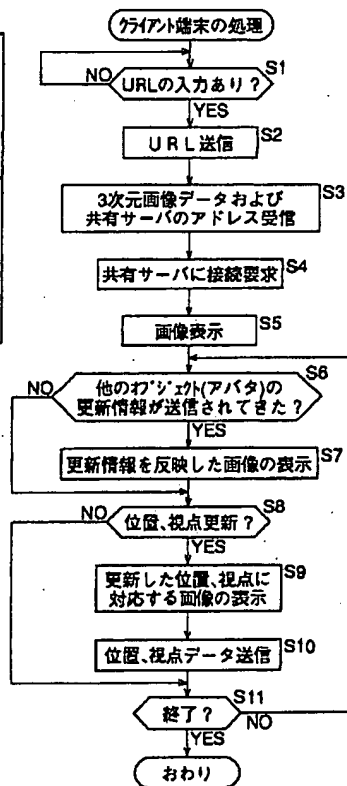 クライアント端末の処理
S1
NO
URLの入力あり?
YES
S2
URL送信
S3
3次元画像データおよび
共有サーバのアドレス受信
S4
共有サーバに接続要求
S5
画像表示
S6
NO
他のオブジェクト(アバタ)の
更新情報が送信されてきた?
YES
S7
更新情報を反映した画像の表示
S8
NO
位置、視点更新?
YES
S9
更新した位置、視点に
対応する画像の表示
S10
位置、視点データ送信
S11
終了?
NO
YES
おわり